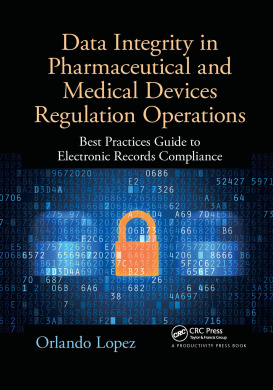 Data Integrity in
Pharmaceutical and
Medical Devices
Regulation Operations
Best Practices Guide to
Electronic Records Compliance
Orlando Lopez
CRC Press
Taylor & Francis Group
A PRODUCTIVITY PRESS BOOK